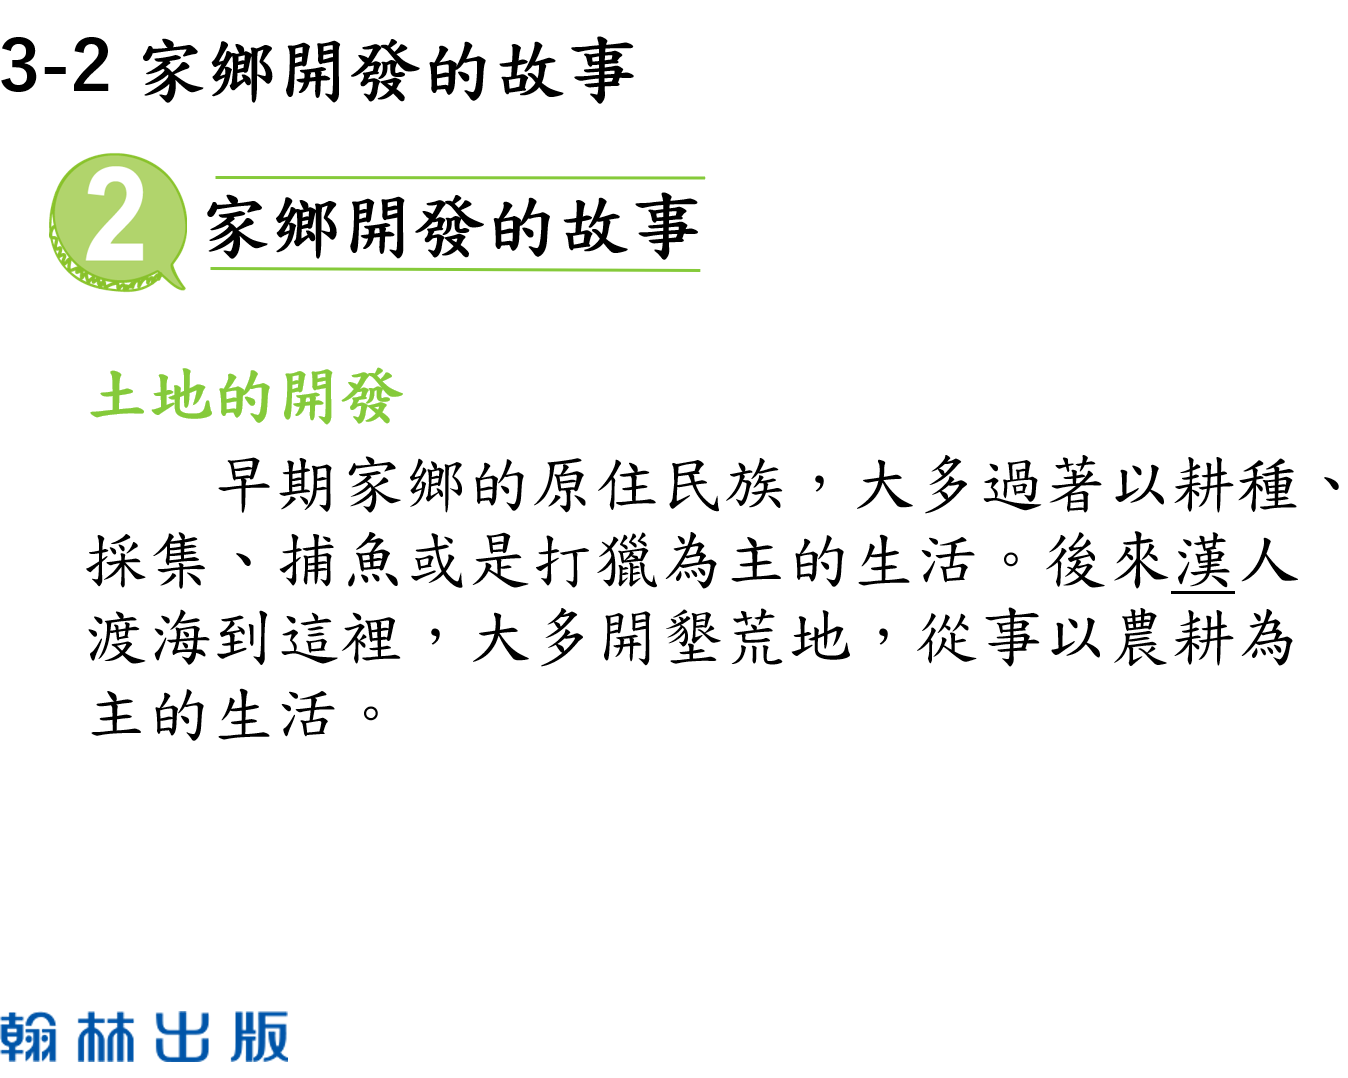 3-2 家鄉開發的故事
2 家鄉開發的故事
土地的開發
早期家鄉的原住民族，大多過著以耕種、
採集、捕魚或是打獵為主的生活。後來漢人
渡海到這裡，大多開墾荒地，從事以農耕為
主的生活。
翰林出版